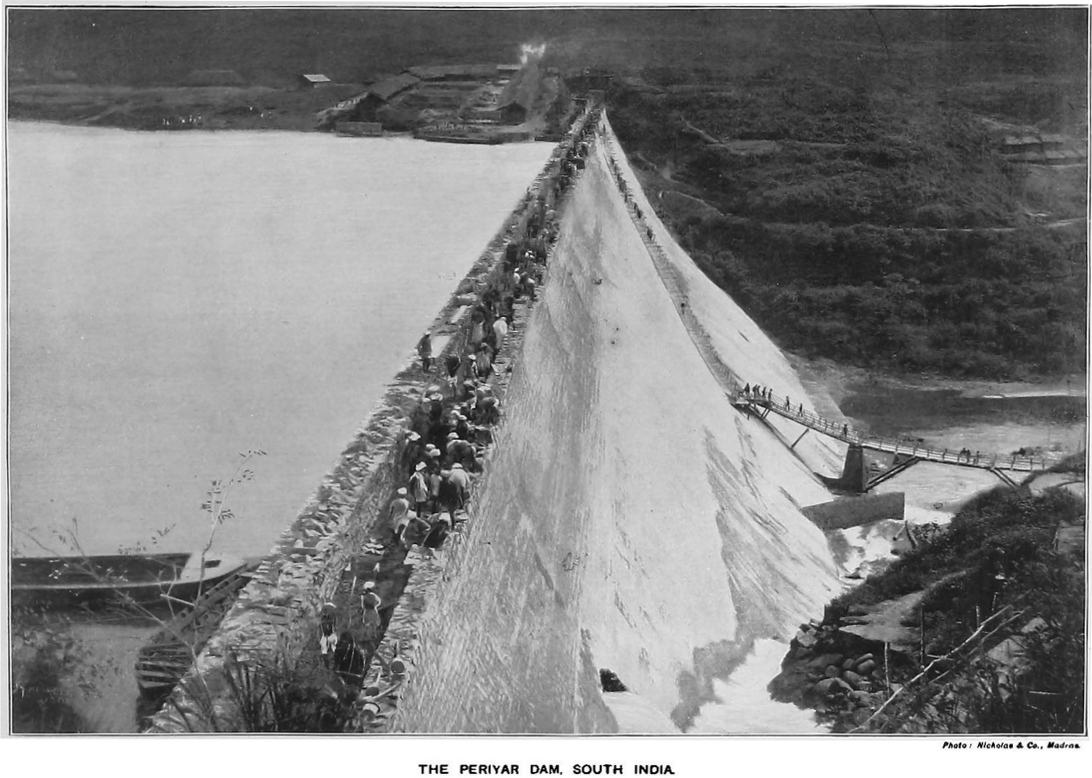 Photo: Nicholas & Co., Madras.
THE PERIYAR DAM, SOUTH INDIA.